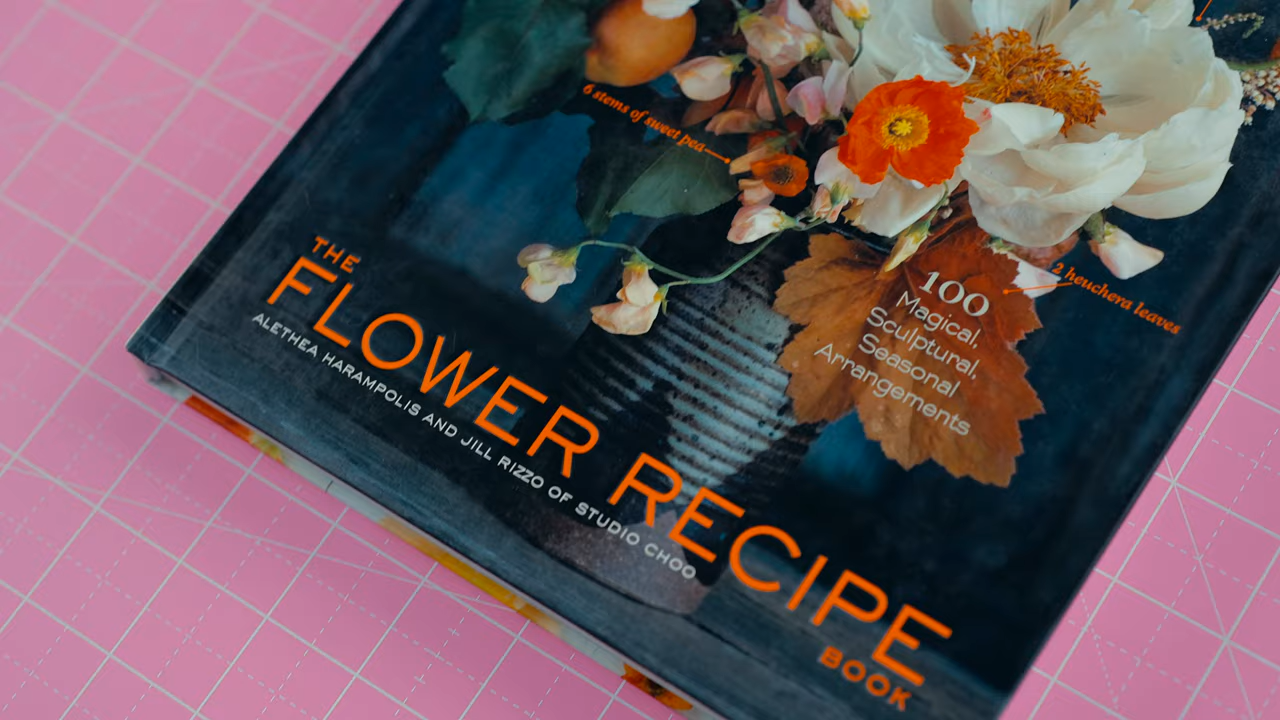 6 stems of sweet pea
2 heuchera leaves
100
Magical,
Sculptural,
Seasonal
Arrangements
THE
FLOWER RECIPE
BOOK
ALETHEA HARAMPOLIS AND JILL RIZZO OF STUDIO CHOO